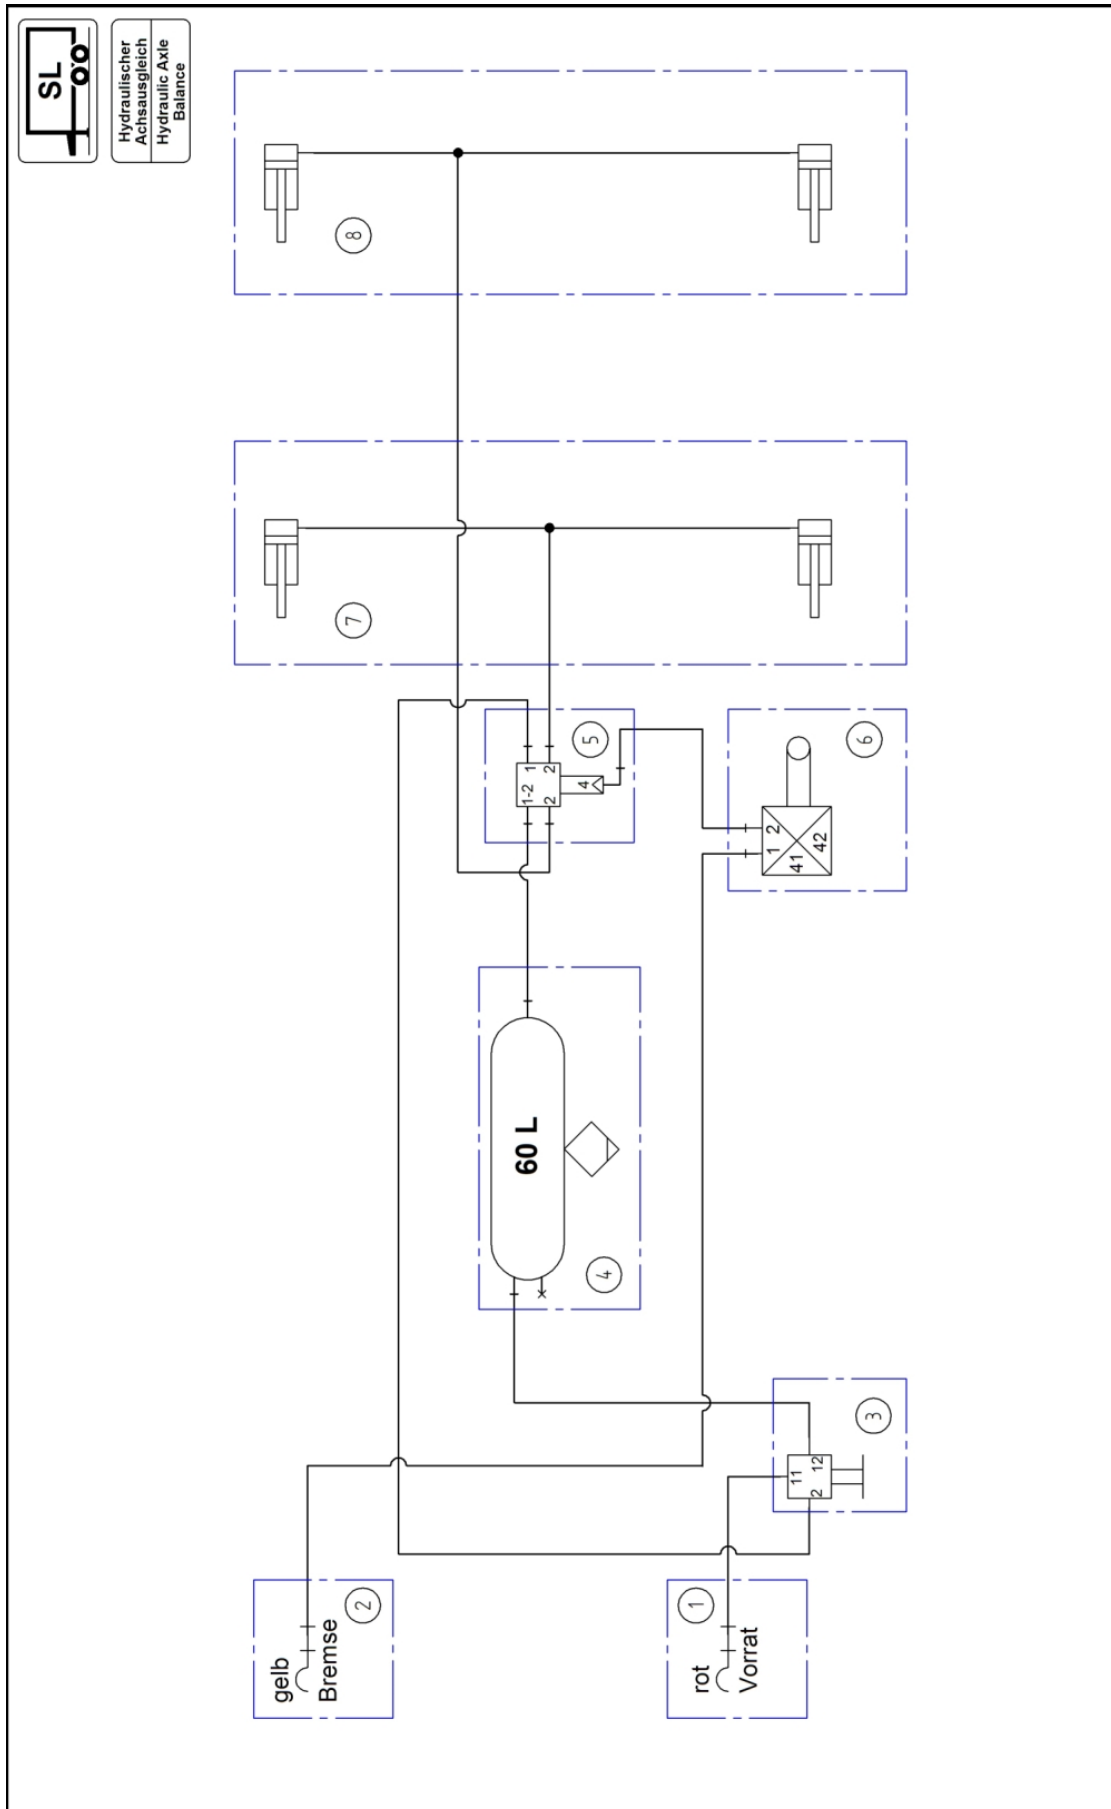 SL
Hydraulischer
Achsausgleich
Hydraulic Axle
Balance
8
7
5
1-2 1
2 2
4
6
1 2
41
42
60 L
4
3
11
2 12
2
gelb
Bremse
1
rot
Vorrat